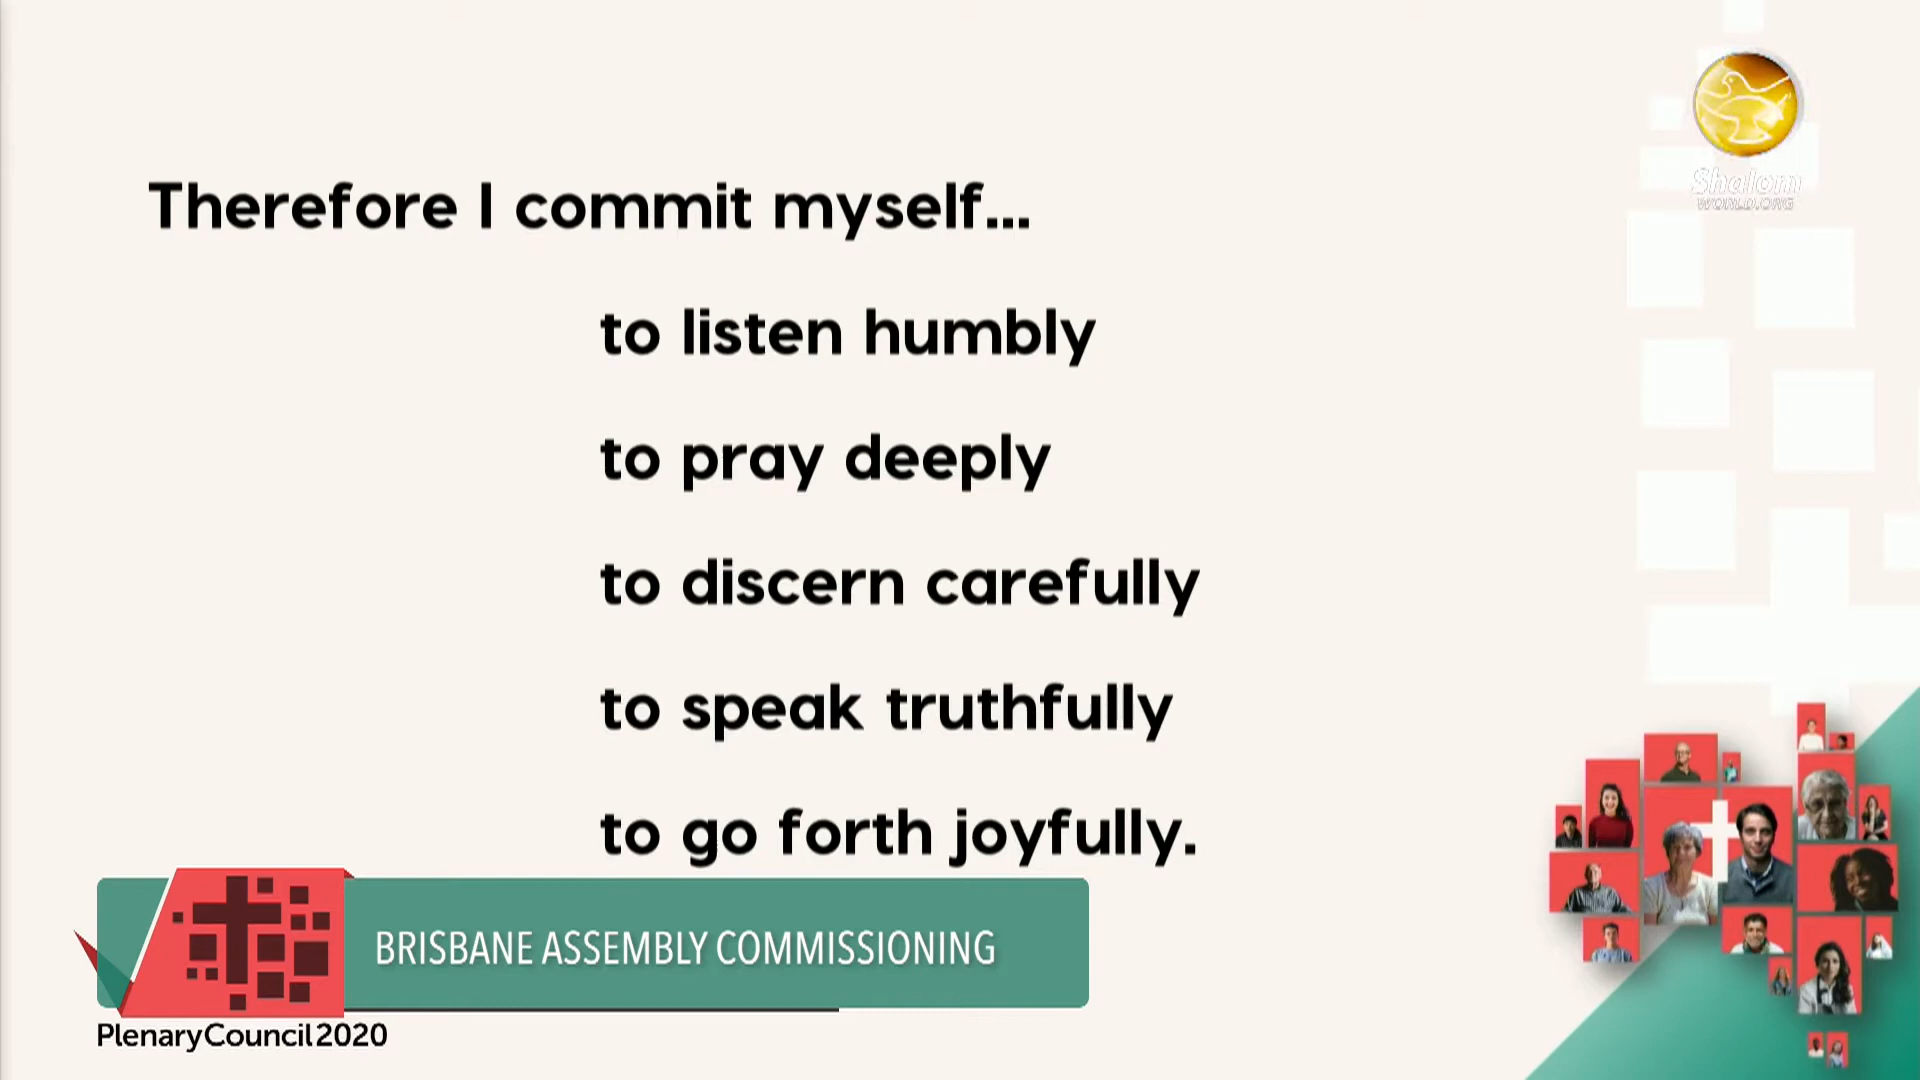 Shalom
WORLD.ORG
Therefore I commit myself...
to listen humbly
to pray deeply
to discern carefully
to speak truthfully
to go forth joyfully.
BRISBANE ASSEMBLY COMMISSIONING
PlenaryCouncil2020